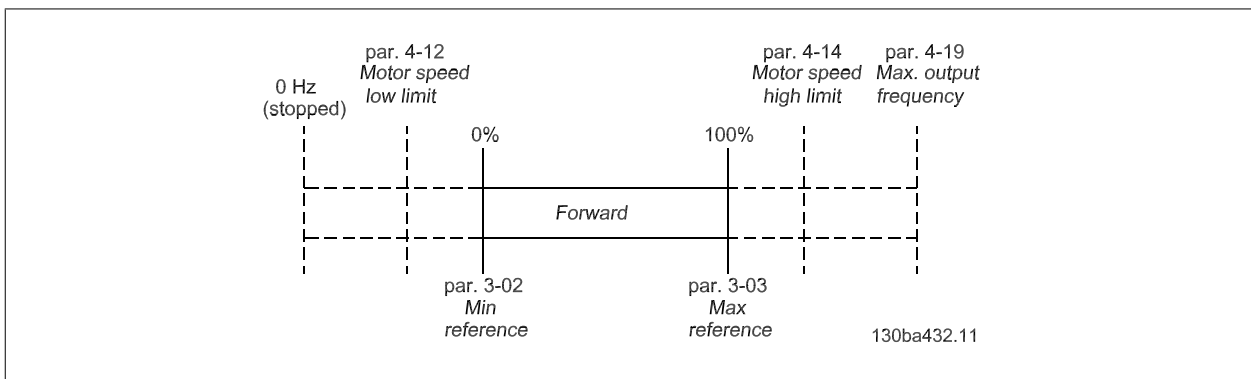 par. 4-12
Motor speed
low limit
0 Hz
(stopped)
par. 4-14
Motor speed
high limit
par. 4-19
Max. output
frequency
0%
100%
Forward
par. 3-02
Min
reference
par. 3-03
Max
reference
130ba432.11